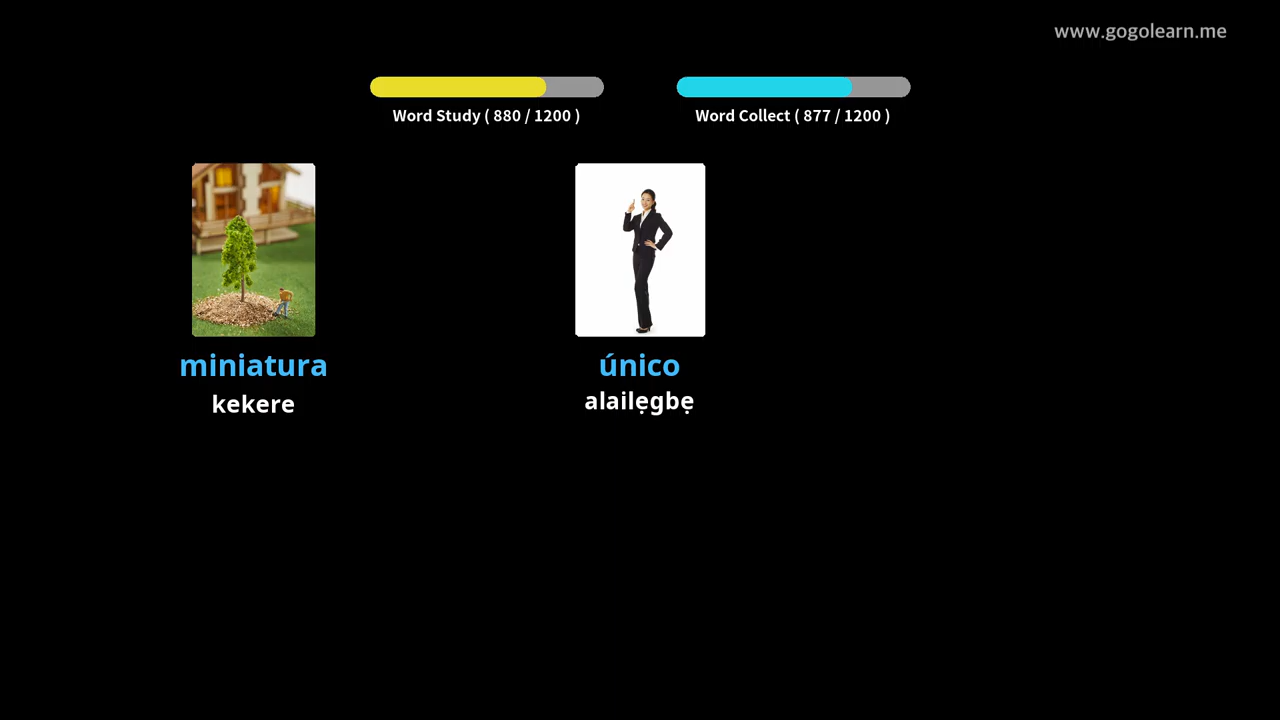 www.gogolearn.me
Word Study ( 880 / 1200 )
Word Collect ( 877 / 1200 )
miniatura
kekere
único
alailẹgbẹ